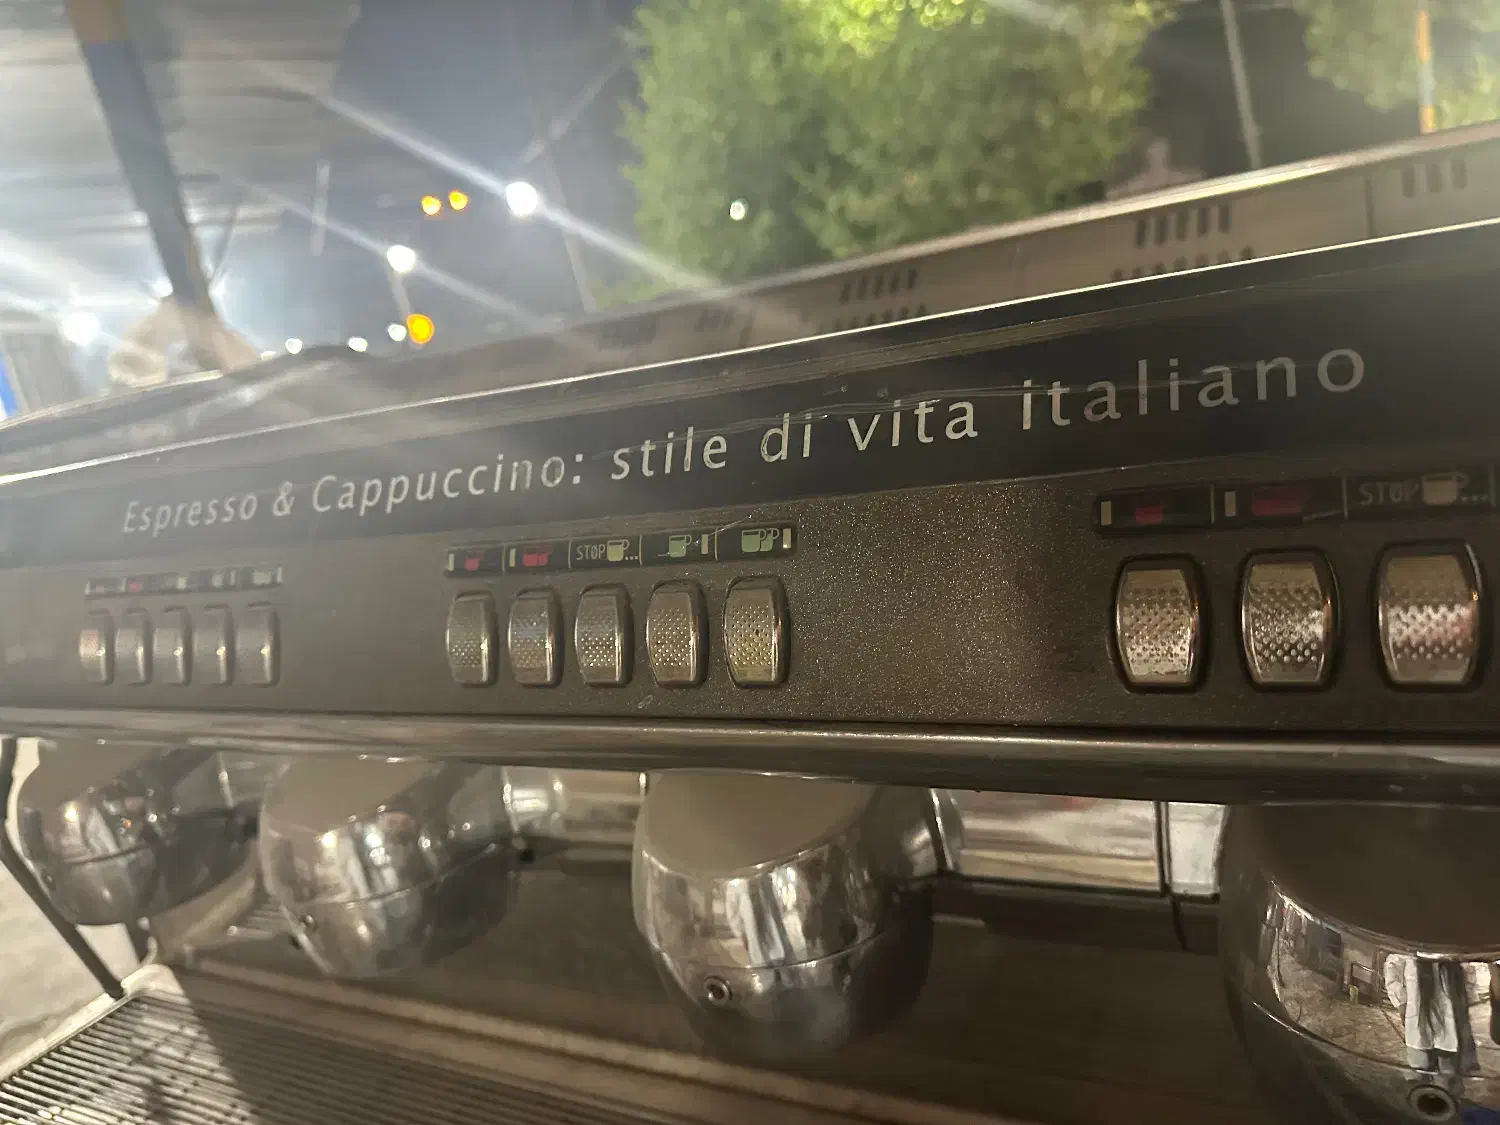 Espresso & Cappuccino: stile di vita italiano
STOP ...
STOP ...